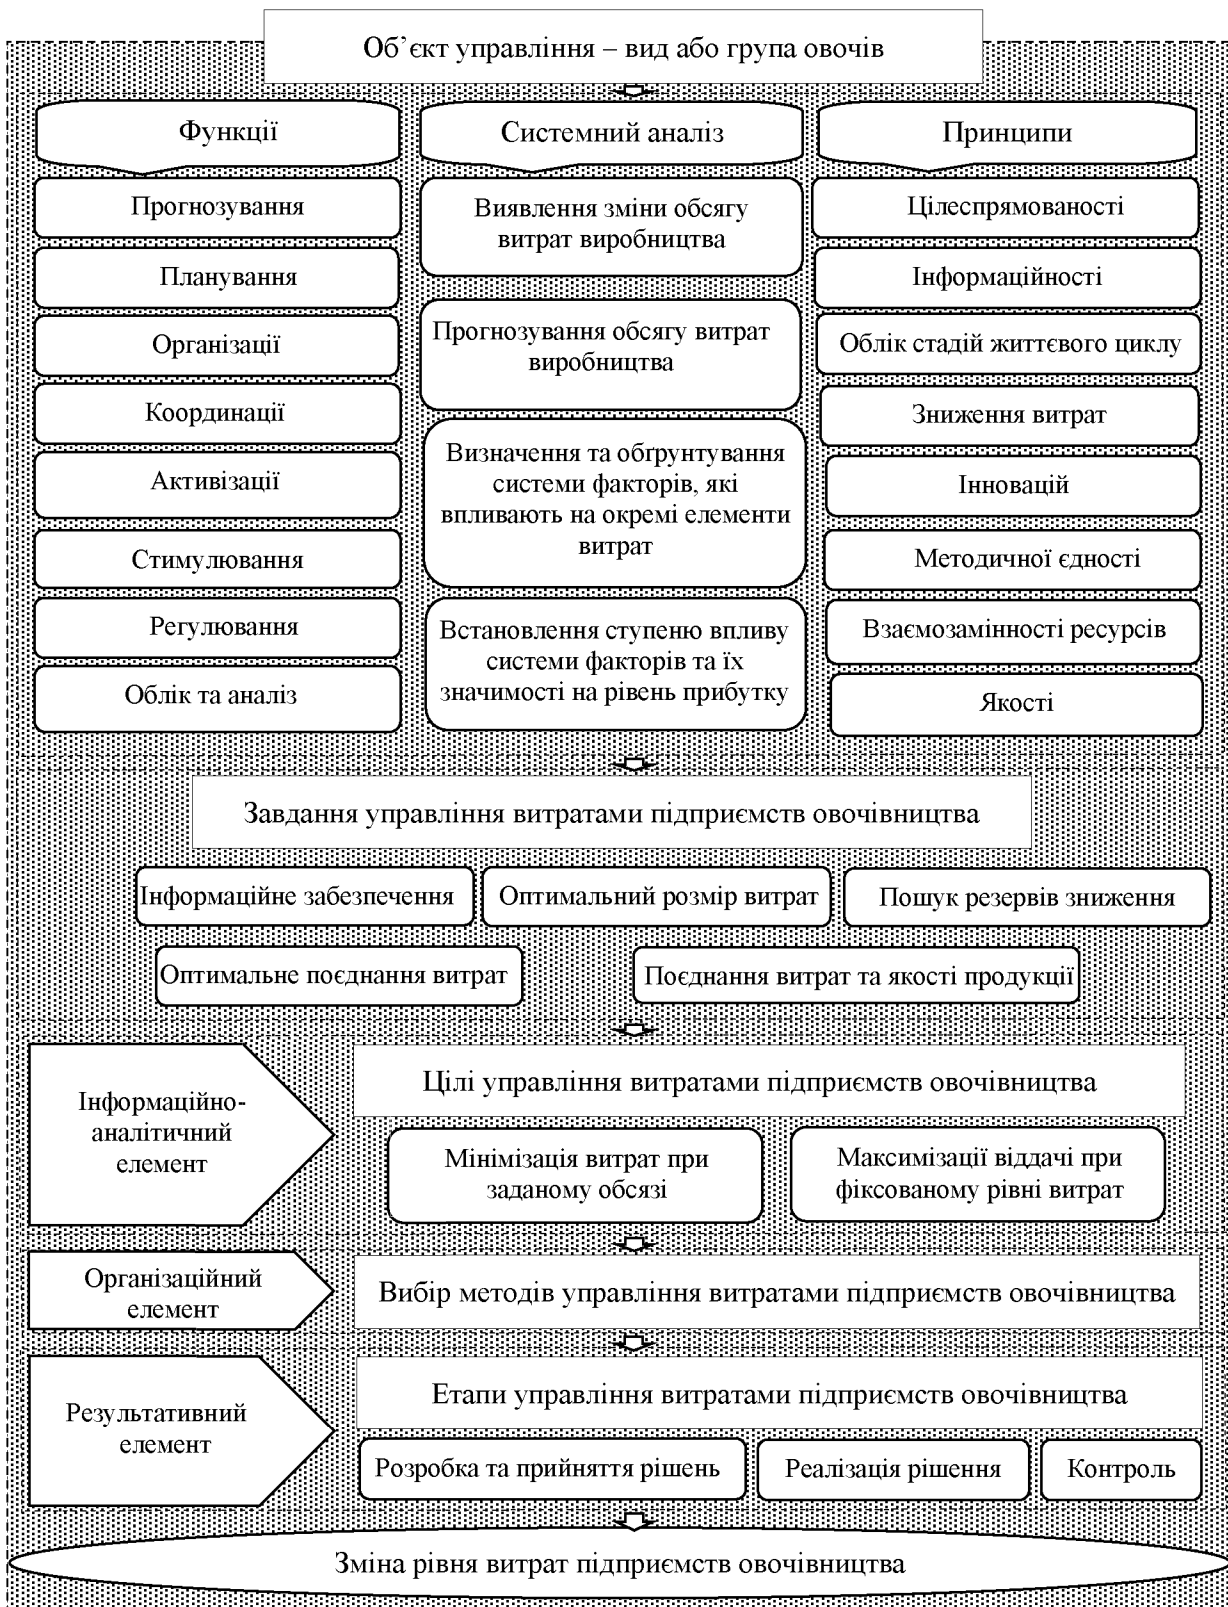 Об’єкт управління – вид або група овочів
Функції
Прогнозування
Планування
Організації
Координації
Активізації
Стимулювання
Регулювання
Облік та аналіз
Системний аналіз
Виявлення зміни обсягу
витрат виробництва
Прогнозування обсягу витрат
виробництва
Визначення та обґрунтування
системи факторів, які
впливають на окремі елементи
витрат
Встановлення ступеню впливу
системи факторів та їх
значимості на рівень прибутку
Принципи
Цілеспрямованості
Інформаційності
Облік стадій життєвого циклу
Зниження витрат
Інновацій
Методичної єдності
Взаємозамінності ресурсів
Якості
Завдання управління витратами підприємств овочівництва
Інформаційне забезпечення
Оптимальний розмір витрат
Пошук резервів зниження
Оптимальне поєднання витрат
Поєднання витрат та якості продукції
Інформаційно-
аналітичний
елемент
Цілі управління витратами підприємств овочівництва
Мінімізація витрат при
заданому обсязі
Максимізації віддачі при
фіксованому рівні витрат
Організаційний
елемент
Вибір методів управління витратами підприємств овочівництва
Результативний
елемент
Етапи управління витратами підприємств овочівництва
Розробка та прийняття рішень
Реалізація рішення
Контроль
Зміна рівня витрат підприємств овочівництва